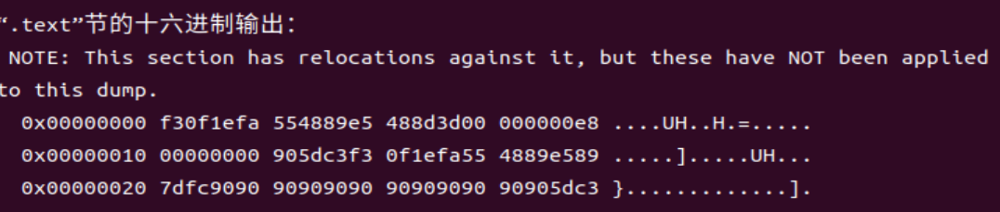 “.text”节的十六进制输出：
NOTE: This section has relocations against it, but these have NOT been applied
to this dump.
0x00000000 f30f1efa 554889e5 488d3d00 000000e8 ....UH..H.=.....
0x00000010 00000000 905dc3f3 0f1efa55 4889e589 .....].....UH...
0x00000020 7dfc9090 90909090 90909090 90905dc3 }.............].